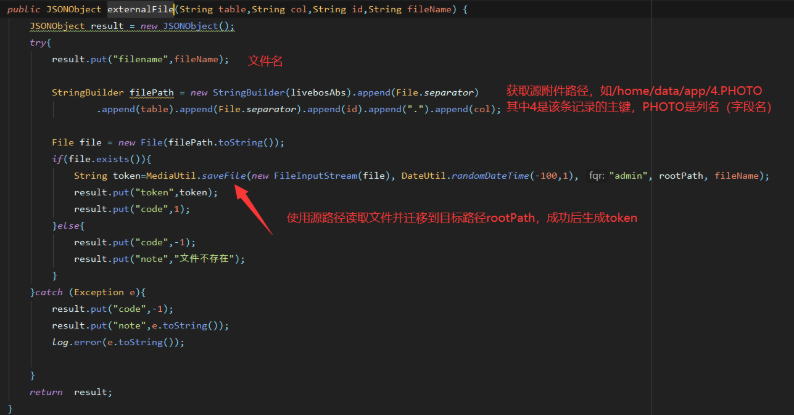 public JSONObject externalFile(String table,String col,String id,String fileName) {
JSONObject result = new JSONObject();
try{
result.put("filename",fileName);
文件名
StringBuilder filePath = new StringBuilder(livebosAbs).append(File.separator)
获取源附件路径，如/home/data/app/4.PHOTO
.append(table).append(File.separator).append(id).append(".").append(col);
其中4是该条记录的主键，PHOTO是列名（字段名）
File file = new File(filePath.toString());
if(file.exists()){
String token=MediaUtil.saveFile(new FileInputStream(file), DateUtil.randomDateTime(-100,1), fqr: "admin", rootPath, fileName);
result.put("token",token);
result.put("code",1);
使用源路径读取文件并迁移到目标路径rootPath，成功后生成token
}else{
result.put("code",-1);
result.put("note","文件不存在");
}
}catch (Exception e){
result.put("code",-1);
result.put("note",e.toString());
log.error(e.toString());
}
return result;
}